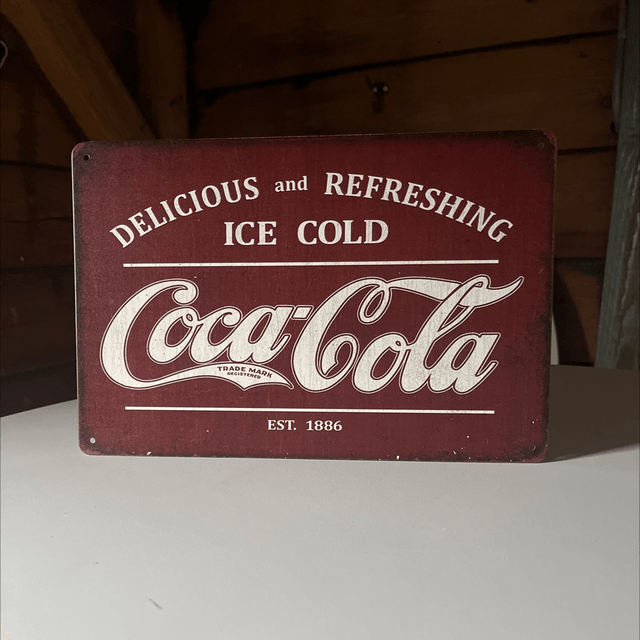 DELICIOUS and REFRESHING
ICE COLD
Coca-Cola
TRADE MARK
REGISTERED
EST. 1886